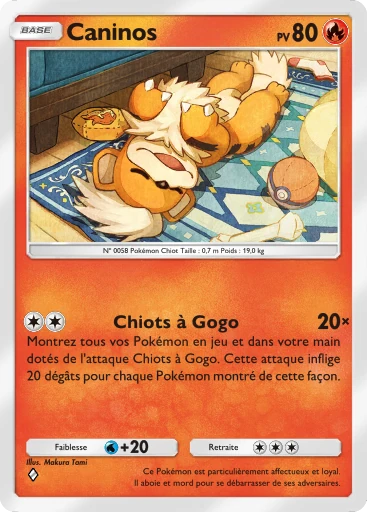 BASE Caninos PV 80
N° 0058 Pokémon Chiot Taille : 0,7 m Poids : 19,0 kg
Chiots à Gogo 20×
Montrez tous vos Pokémon en jeu et dans votre main
dotés de l'attaque Chiots à Gogo. Cette attaque inflige
20 dégâts pour chaque Pokémon montré de cette façon.
Faiblesse +20 Retraite
Illus. Makura Tami
Ce Pokémon est particulièrement affectueux et loyal.
Il aboie et mord pour se débarrasser de ses adversaires.